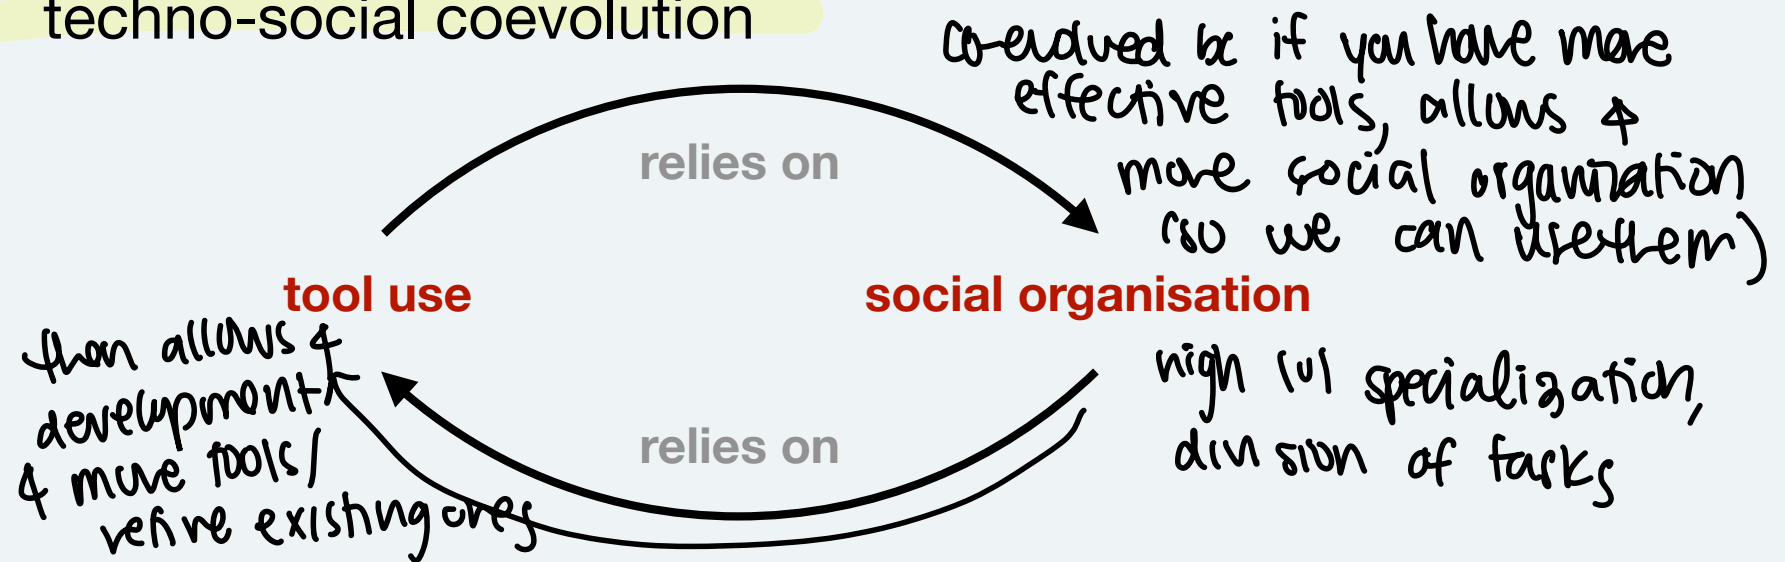 techno-social coevolution
co-evolved bc if you have more
effective tools, allows 4
more social organization
(so we can use them)
relies on
tool use
social organisation
then allows 4
development
4 more tools/
refine existing ones
high lvl specialization,
division of tasks
relies on